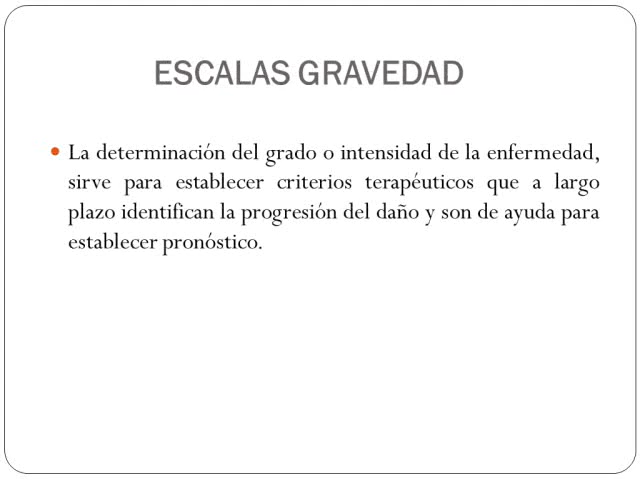 ESCALAS GRAVEDAD
• La determinación del grado o intensidad de la enfermedad,
sirve para establecer criterios terapéuticos que a largo
plazo identifican la progresión del daño y son de ayuda para
establecer pronóstico.